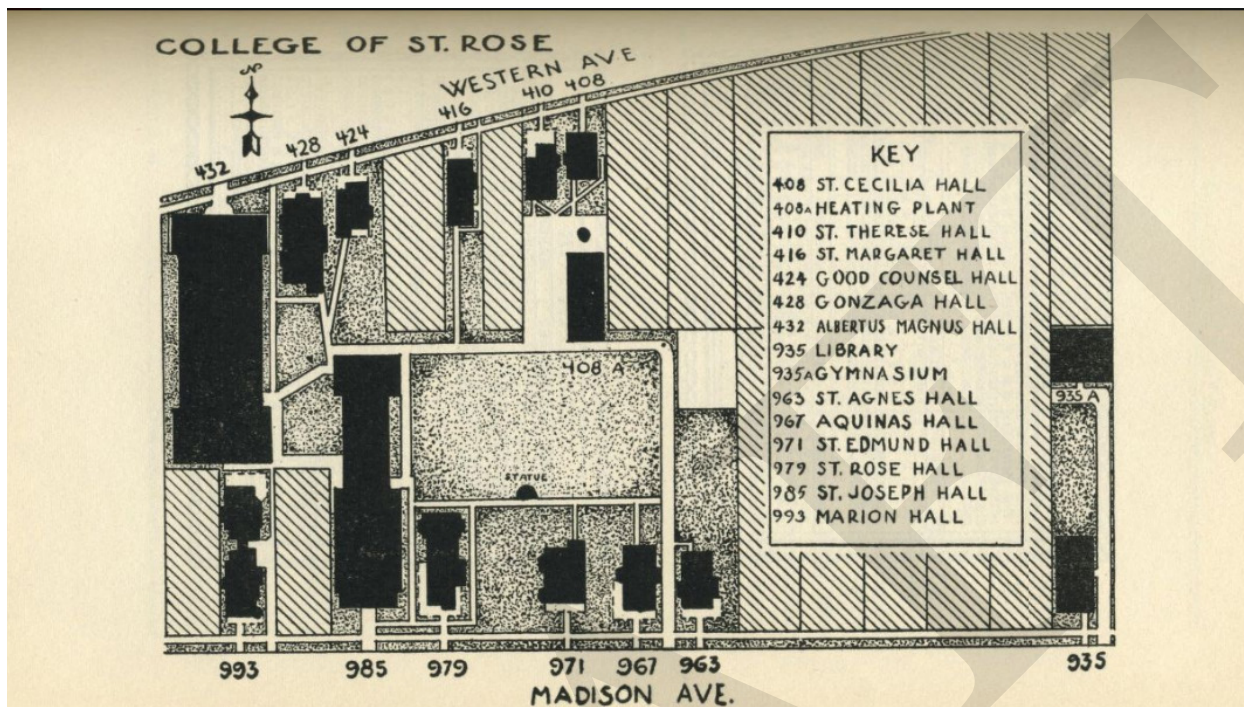 COLLEGE OF ST. ROSE
N
WESTERN AVE
432
428
424
416
410
408
KEY
408 ST. CECILIA HALL
408A HEATING PLANT
410 ST. THERESE HALL
416 ST. MARGARET HALL
424 GOOD COUNSEL HALL
428 GONZAGA HALL
432 ALBERTUS MAGNUS HALL
935 LIBRARY
935A GYMNASIUM
963 ST. AGNES HALL
967 AQUINAS HALL
971 ST. EDMUND HALL
979 ST. ROSE HALL
985 ST. JOSEPH HALL
993 MARION HALL
408 A
935 A
STATUE
993
985
979
971
967
963
935
MADISON AVE.